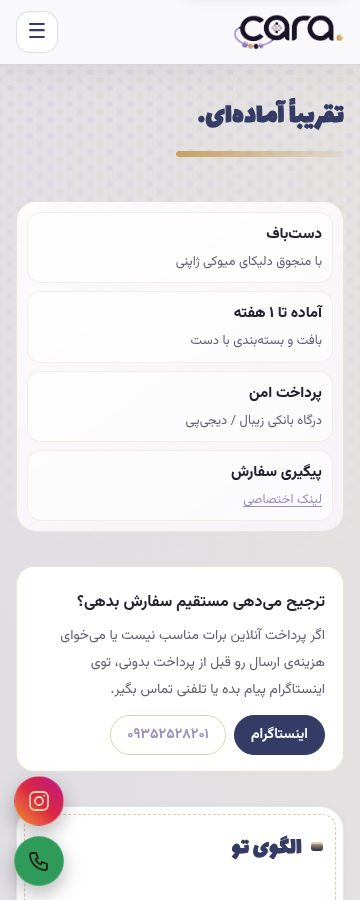 cara.
تقریباً آماده‌ای.
دست‌باف
با منجوق دلیکای میوکی ژاپنی
آماده تا ۱ هفته
بافت و بسته‌بندی با دست
پرداخت امن
درگاه بانکی زیبال / دیجی‌پی
پیگیری سفارش
لینک اختصاصی
ترجیح می‌دهی مستقیم سفارش بدهی؟
اگر پرداخت آنلاین برات مناسب نیست یا می‌خوای
هزینه‌ی ارسال رو قبل از پرداخت بدونی، توی
اینستاگرام پیام بده یا تلفنی تماس بگیر.
اینستاگرام
۰۹۳۵۲۵۲۸۲۰۱
الگوی تو